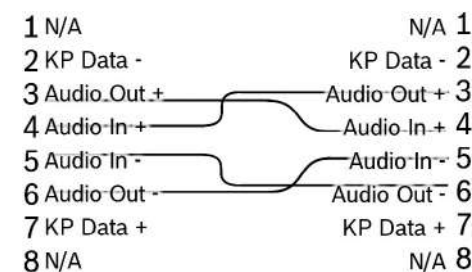 1 N/A N/A 1
2 KP Data - KP Data - 2
3 Audio Out + Audio Out + 3
4 Audio In + Audio In + 4
5 Audio In - Audio In - 5
6 Audio Out - Audio Out - 6
7 KP Data + KP Data + 7
8 N/A N/A 8